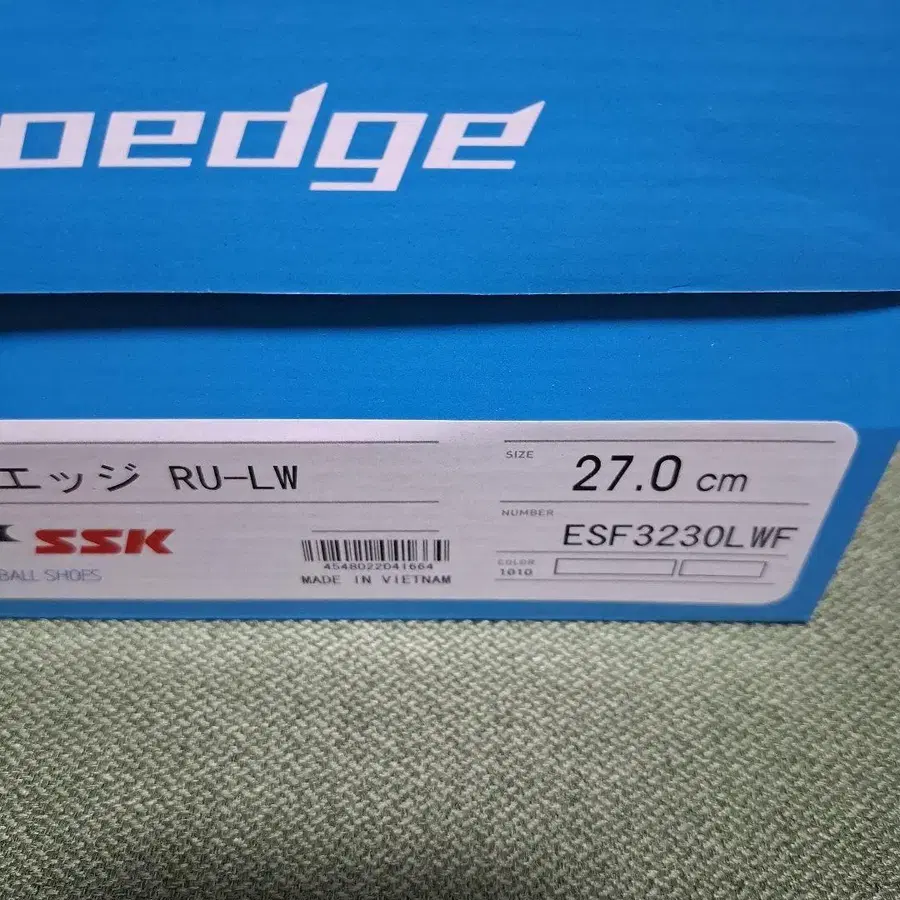 oedge
エッジ RU-LW
SSK
BALL SHOES
4548022041664
MADE IN VIETNAM
SIZE
27.0 cm
NUMBER
ESF3230LWF
COLOR
1010